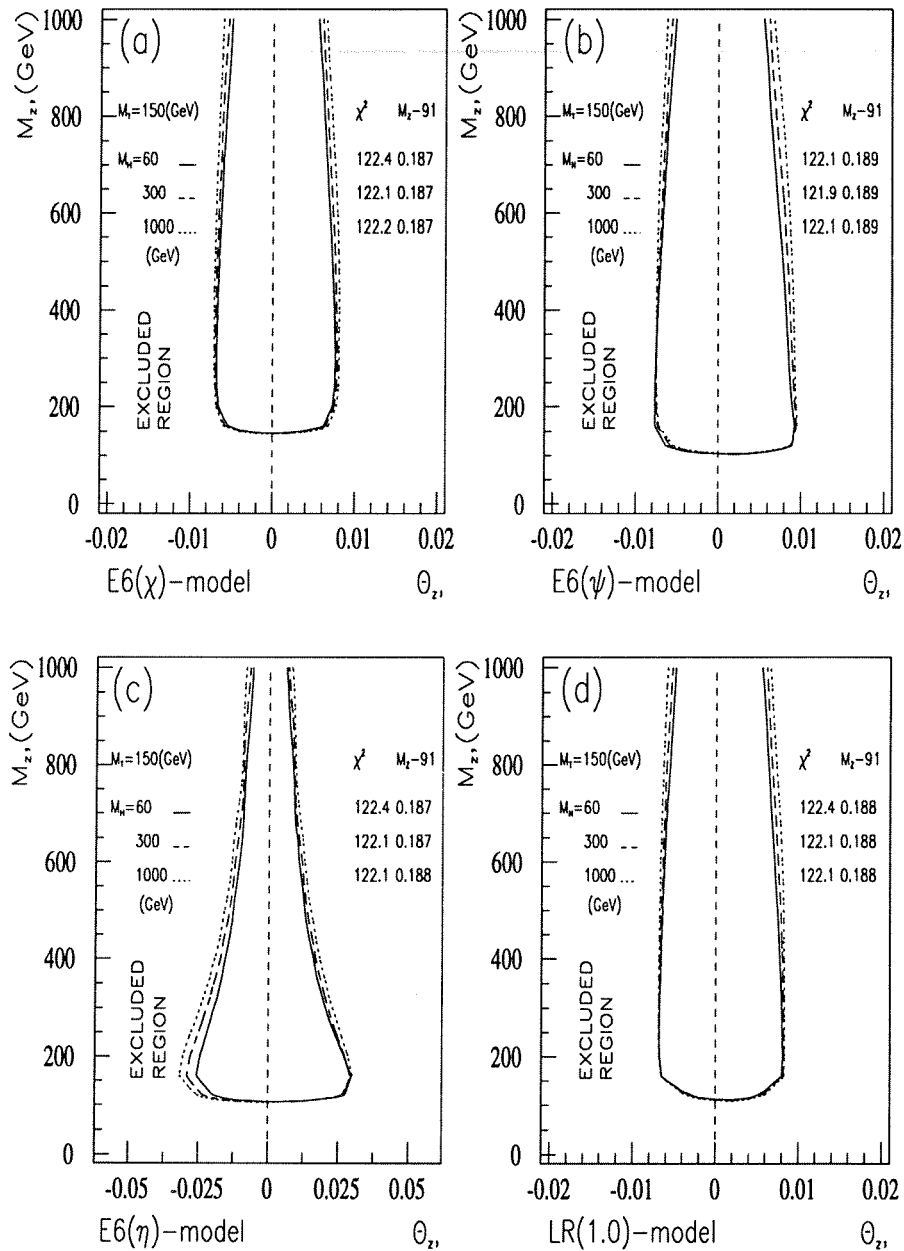 (a)
M_z, (GeV)
1000
800
600
400
200
0
M_t=150(GeV)
χ² M_z-91
M_H=60 —
122.4 0.187
300 - -
122.1 0.187
1000 ....
122.2 0.187
(GeV)
EXCLUDED
REGION
-0.02 -0.01 0 0.01 0.02
E6(χ)-model Θ_z,
(b)
M_z, (GeV)
1000
800
600
400
200
0
M_t=150(GeV)
χ² M_z-91
M_H=60 —
122.1 0.189
300 - -
121.9 0.189
1000 ....
122.1 0.189
(GeV)
EXCLUDED
REGION
-0.02 -0.01 0 0.01 0.02
E6(ψ)-model Θ_z,
(c)
M_z, (GeV)
1000
800
600
400
200
0
M_t=150(GeV)
χ² M_z-91
M_H=60 —
122.4 0.187
300 - -
122.1 0.187
1000 ....
122.1 0.188
(GeV)
EXCLUDED
REGION
-0.05 -0.025 0 0.025 0.05
E6(η)-model Θ_z,
(d)
M_z, (GeV)
1000
800
600
400
200
0
M_t=150(GeV)
χ² M_z-91
M_H=60 —
122.4 0.188
300 - -
122.1 0.188
1000 ....
122.1 0.188
(GeV)
EXCLUDED
REGION
-0.02 -0.01 0 0.01 0.02
LR(1.0)-model Θ_z,